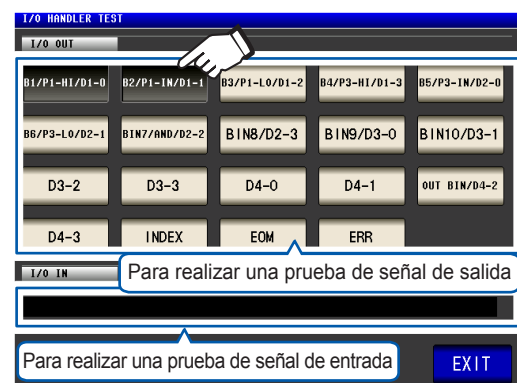 I/O HANDLER TEST
I/O OUT
B1/P1-HI/D1-0 B2/P1-IN/D1-1 B3/P1-LO/D1-2 B4/P3-HI/D1-3 B5/P3-IN/D2-0
B6/P3-LO/D2-1 BIN7/AND/D2-2 BIN8/D2-3 BIN9/D3-0 BIN10/D3-1
D3-2 D3-3 D4-0 D4-1 OUT BIN/D4-2
D4-3 INDEX EOM ERR
Para realizar una prueba de señal de salida
I/O IN
Para realizar una prueba de señal de entrada
EXIT